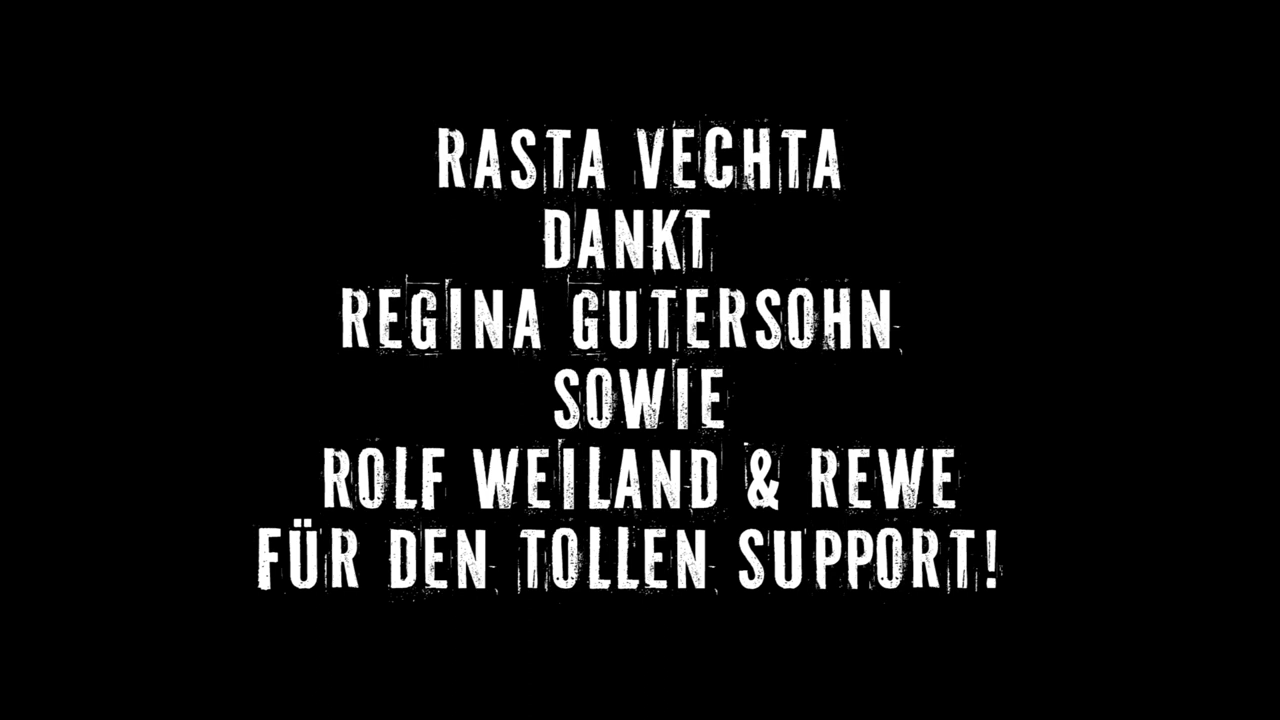 RASTA VECHTA
DANKT
REGINA GUTERSOHN
SOWIE
ROLF WEILAND & REWE
FÜR DEN TOLLEN SUPPORT!